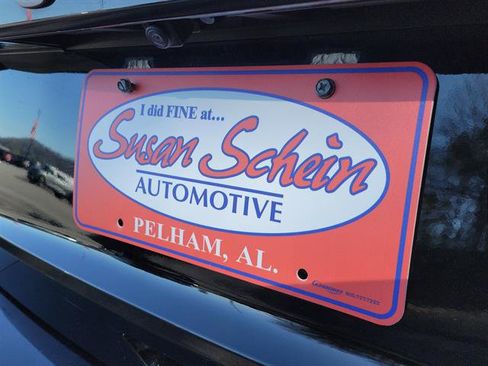 I did FINE at...
Susan Schein
AUTOMOTIVE
PELHAM, AL.